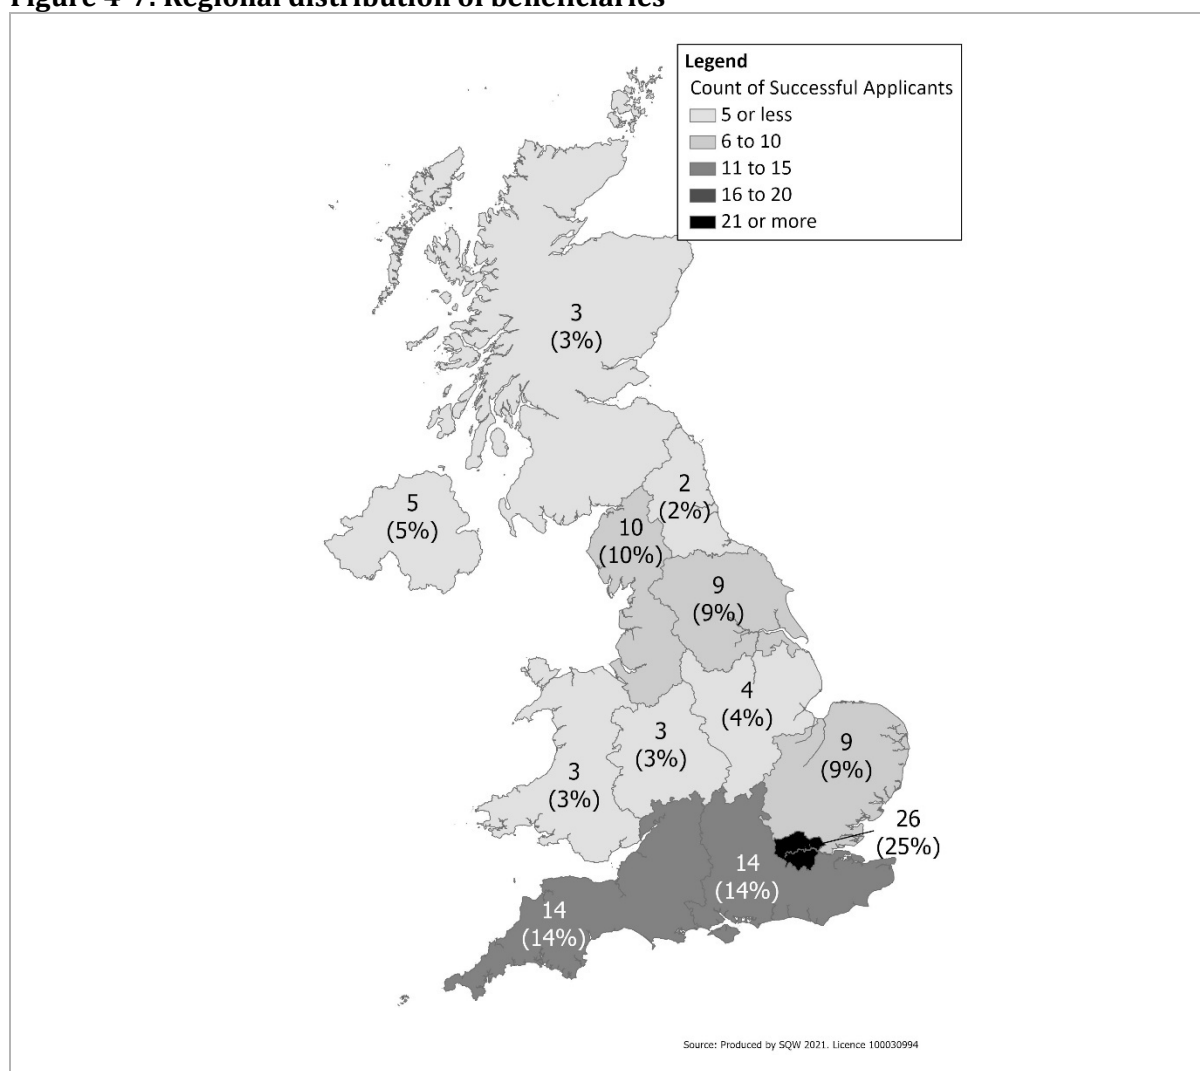 Figure 4-7: Regional distribution of beneficiaries
Legend
Count of Successful Applicants
5 or less
6 to 10
11 to 15
16 to 20
21 or more
3
(3%)
2
(2%)
5
(5%)
10
(10%)
9
(9%)
4
(4%)
3
(3%)
9
(9%)
3
(3%)
26
(25%)
14
(14%)
14
(14%)
Source: Produced by SQW 2021. Licence 100030994